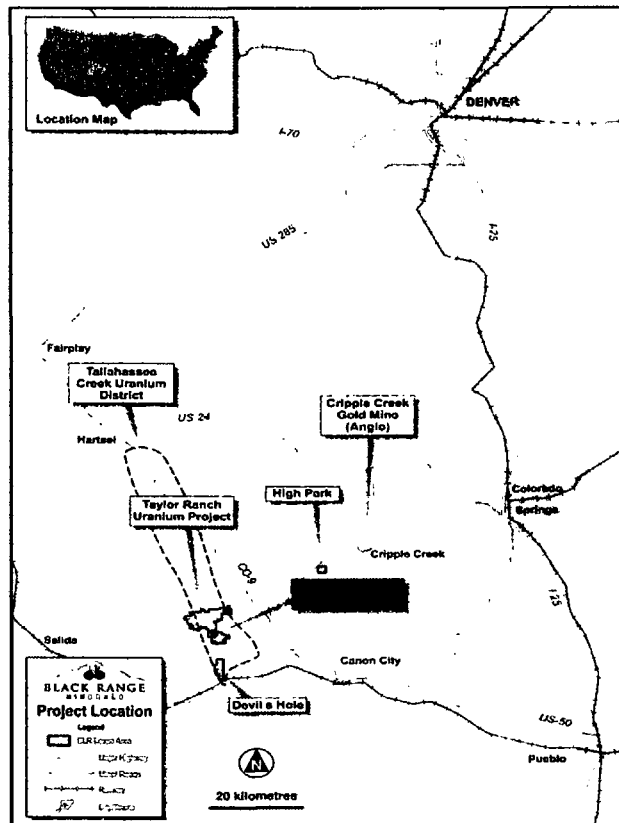 Location Map
DENVER
I-70
US 285
I-25
Fairplay
Tallahassee
Creek Uranium
District
US 24
Hartsel
Cripple Creek
Gold Mine
(Anglo)
Taylor Ranch
Uranium Project
High Park
Colorado
Springs
Cripple Creek
CO-9
I-25
Salida
Canon City
BLACK RANGE
MINERALS
Project Location
Legend
Devil s Hole
US-50
Pueblo
N
20 kilometres